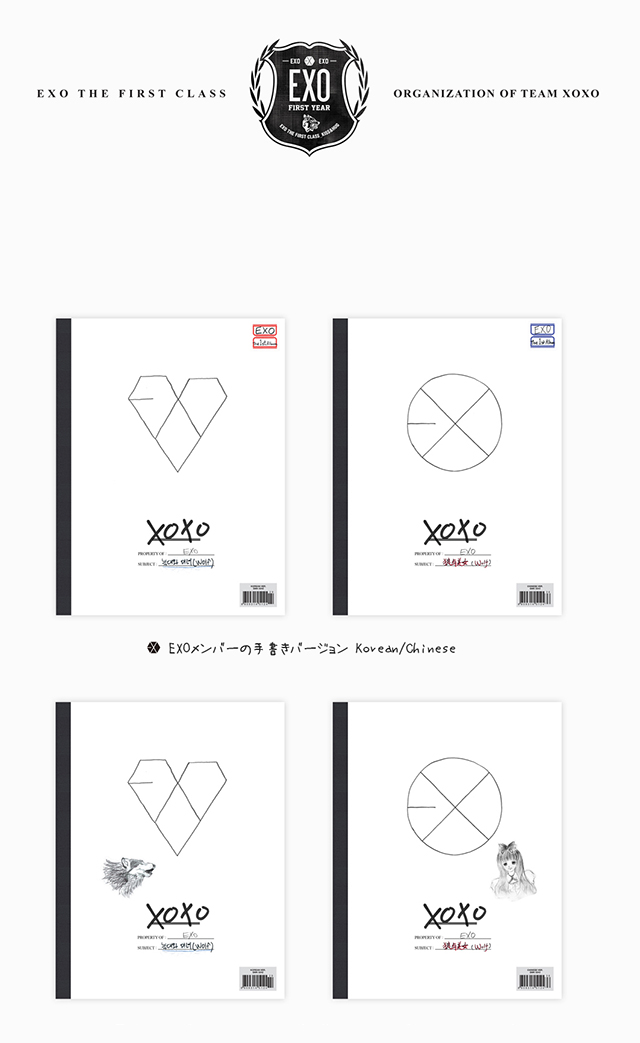 EXO THE FIRST CLASS
EXO EXO
EXO
FIRST YEAR
EXO THE FIRST CLASS
ORGANIZATION OF TEAM XOXO
EXO
The 1st Album
EXO
The 1st Album
XOXO
PROPERTY OF : EXO
SUBJECT : 늑대와 미녀(Wolf)
XOXO
PROPERTY OF : EXO
SUBJECT : 狼与美女(Wolf)
EXOメンバーの手書きバージョン Korean/Chinese
XOXO
PROPERTY OF : EXO
SUBJECT : 늑대와 미녀(Wolf)
XOXO
PROPERTY OF : EXO
SUBJECT : 狼与美女(Wolf)